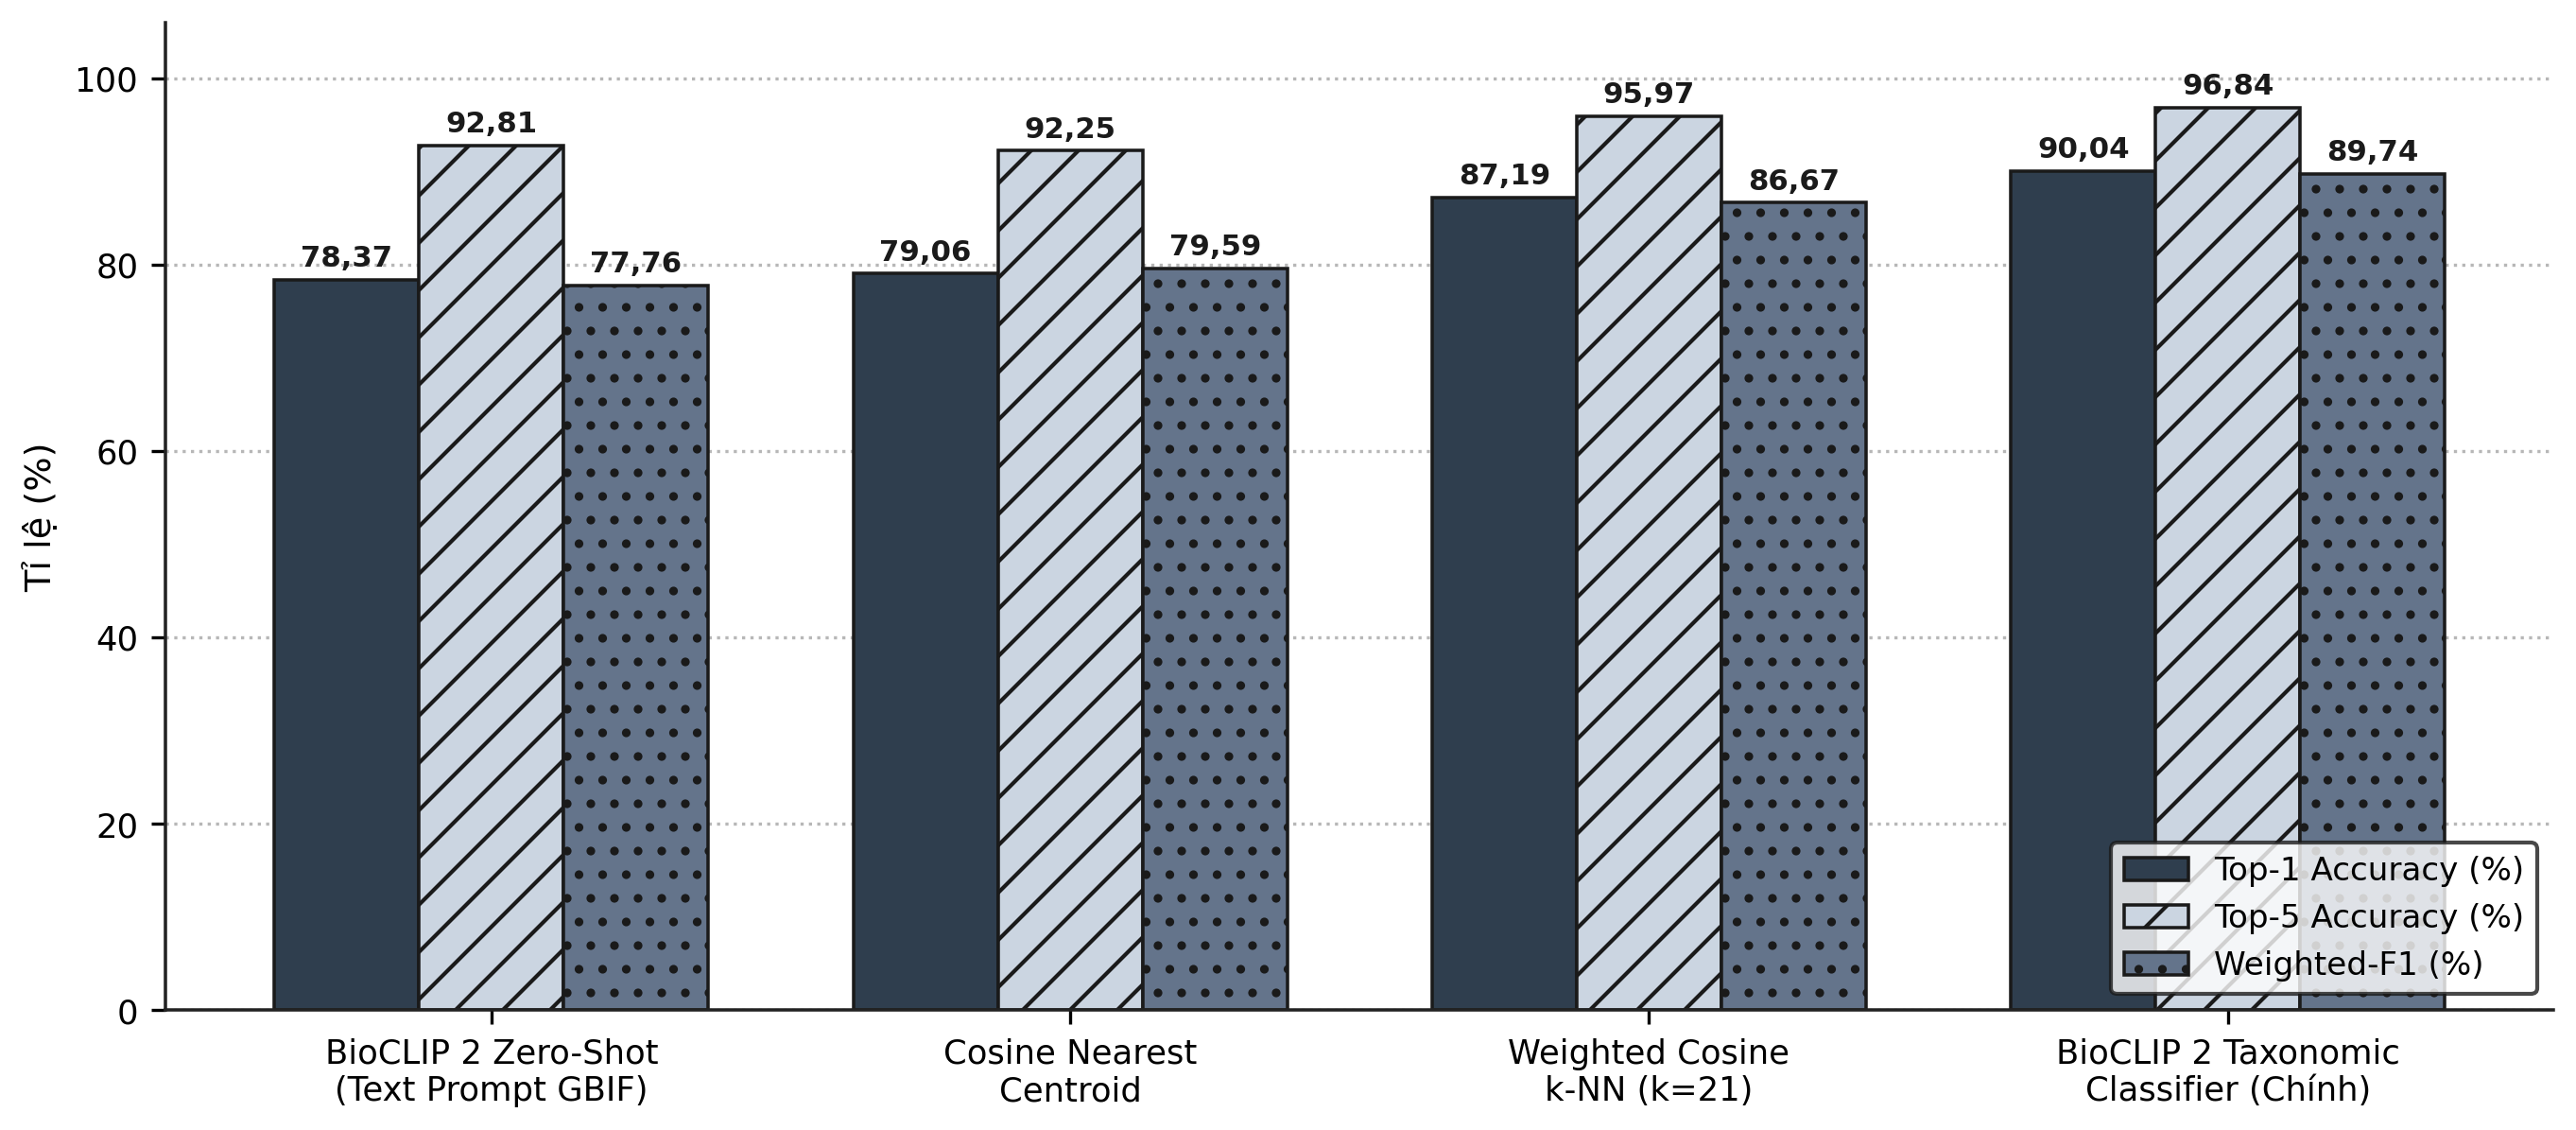 Tỉ lệ (%)
100
80
60
40
20
0
78,37
92,81
77,76
79,06
92,25
79,59
87,19
95,97
86,67
90,04
96,84
89,74
Top-1 Accuracy (%)
Top-5 Accuracy (%)
Weighted-F1 (%)
BioCLIP 2 Zero-Shot
(Text Prompt GBIF)
Cosine Nearest
Centroid
Weighted Cosine
k-NN (k=21)
BioCLIP 2 Taxonomic
Classifier (Chính)